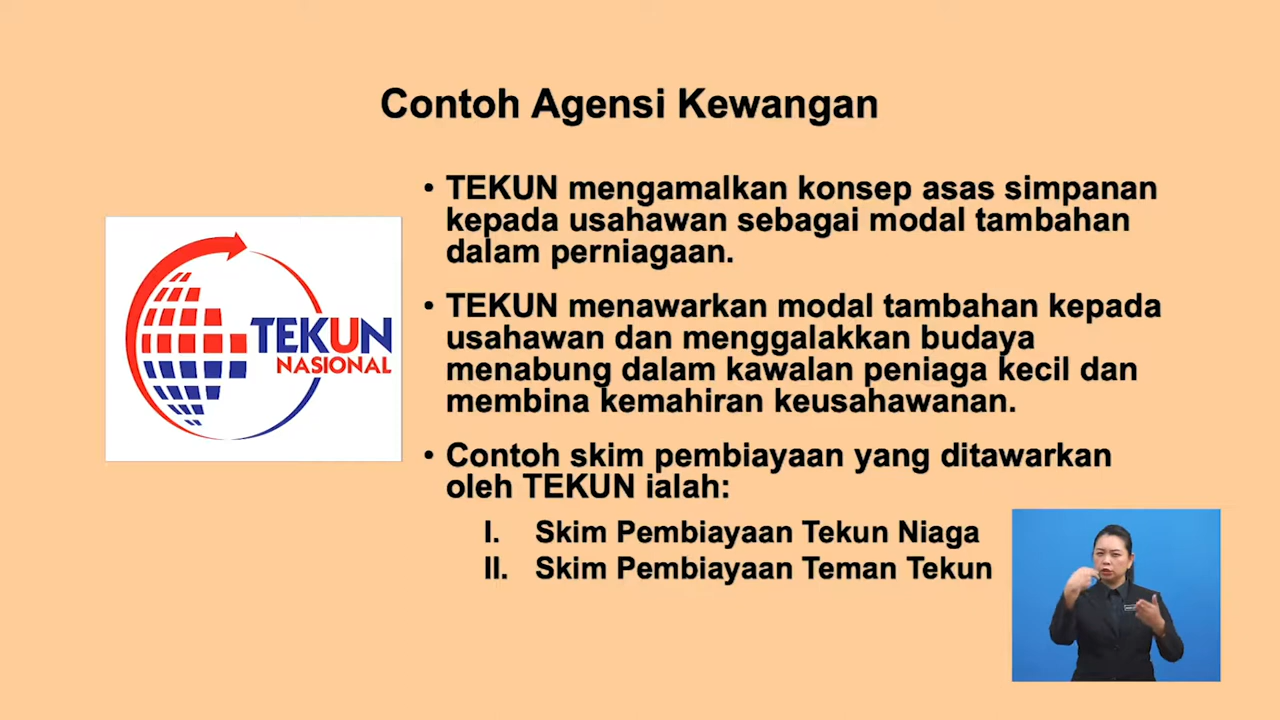 Contoh Agensi Kewangan
• TEKUN mengamalkan konsep asas simpanan
kepada usahawan sebagai modal tambahan
dalam perniagaan.
TEKUN
NASIONAL
• TEKUN menawarkan modal tambahan kepada
usahawan dan menggalakkan budaya
menabung dalam kawalan peniaga kecil dan
membina kemahiran keusahawanan.
• Contoh skim pembiayaan yang ditawarkan
oleh TEKUN ialah:
I. Skim Pembiayaan Tekun Niaga
II. Skim Pembiayaan Teman Tekun